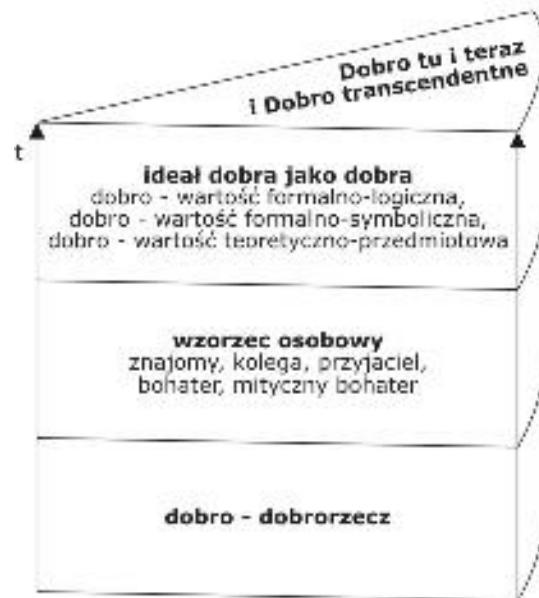 Dobro tu i teraz
i Dobro transcendentne
t
ideał dobra jako dobra
dobro - wartość formalno-logiczna,
dobro - wartość formalno-symboliczna,
dobro - wartość teoretyczno-przedmiotowa
wzorzec osobowy
znajomy, kolega, przyjaciel,
bohater, mityczny bohater
dobro - dobrorzecz